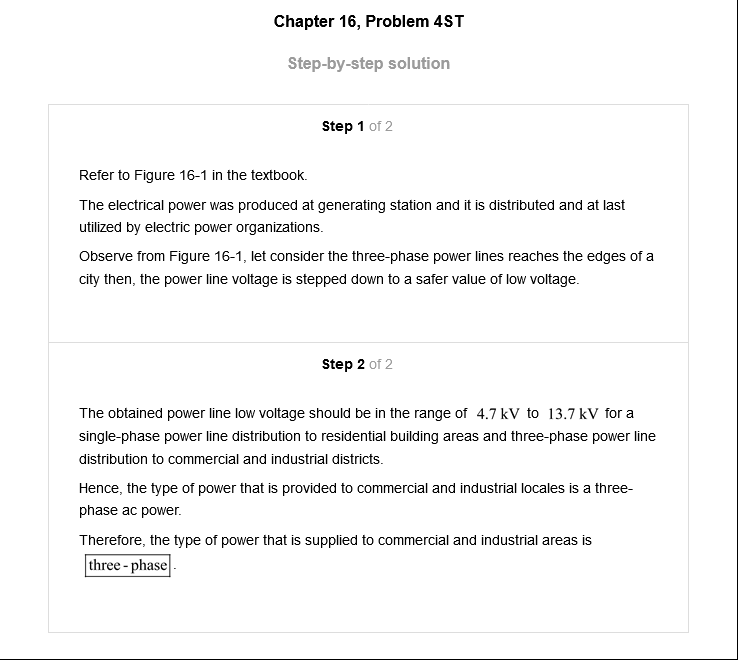 Chapter 16, Problem 4ST
Step-by-step solution
Step 1 of 2
Refer to Figure 16-1 in the textbook.
The electrical power was produced at generating station and it is distributed and at last
utilized by electric power organizations.
Observe from Figure 16-1, let consider the three-phase power lines reaches the edges of a
city then, the power line voltage is stepped down to a safer value of low voltage.
Step 2 of 2
The obtained power line low voltage should be in the range of 4.7 kV to 13.7 kV for a
single-phase power line distribution to residential building areas and three-phase power line
distribution to commercial and industrial districts.
Hence, the type of power that is provided to commercial and industrial locales is a three-
phase ac power.
Therefore, the type of power that is supplied to commercial and industrial areas is
three - phase.